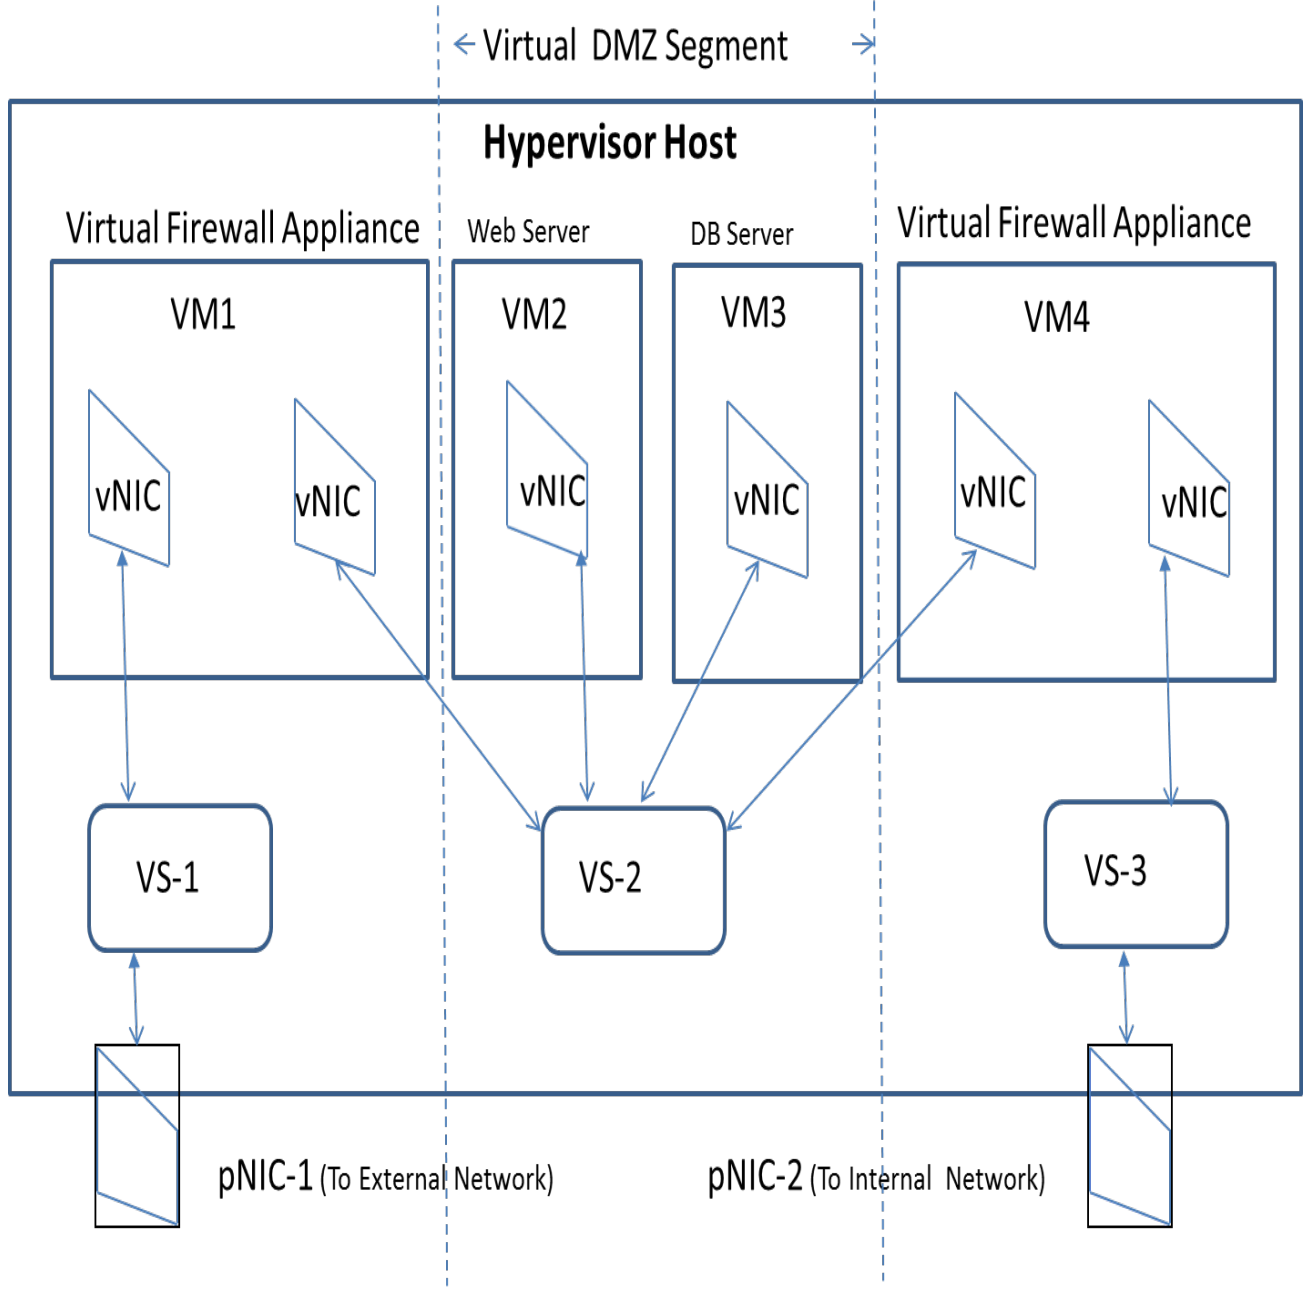 Virtual DMZ Segment
Hypervisor Host
Virtual Firewall Appliance
Web Server
DB Server
Virtual Firewall Appliance
VM1
VM2
VM3
VM4
vNIC
vNIC
vNIC
vNIC
vNIC
vNIC
VS-1
VS-2
VS-3
pNIC-1 (To External Network)
pNIC-2 (To Internal Network)